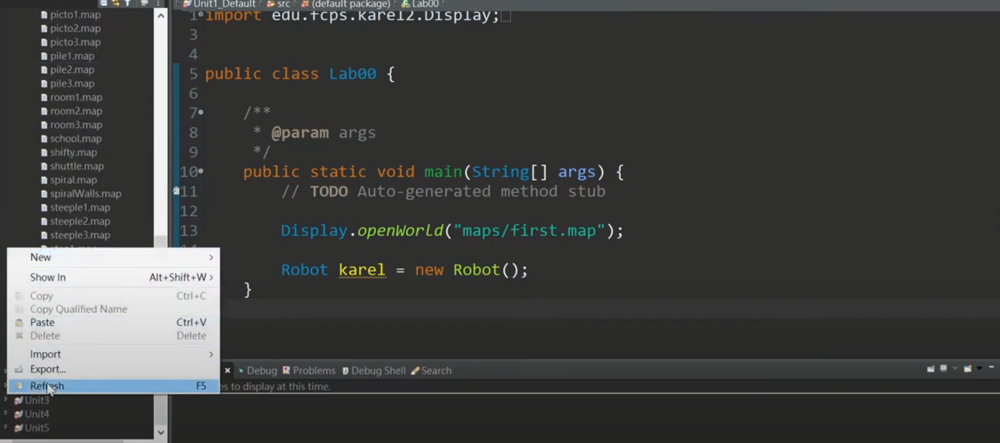 picto1.map
picto2.map
picto3.map
pile1.map
pile2.map
pile3.map
room1.map
room2.map
room3.map
school.map
shifty.map
shuttle.map
spiral.map
spiralWalls.map
steeple1.map
steeple2.map
steeple3.map
New
Show In Alt+Shift+W
Copy Ctrl+C
Copy Qualified Name
Paste Ctrl+V
Delete Delete
Import
Export...
Refresh F5
Unit3
Unit4
Unit5
Unit1_Default src (default package) Lab00
1 import edu.fcps.karel2.Display;
3
4
5 public class Lab00 {
6
7 /**
8 * @param args
9 */
10 public static void main(String[] args) {
11 // TODO Auto-generated method stub
12
13 Display.openWorld("maps/first.map");
Robot karel = new Robot();
}
Debug Problems Debug Shell Search
es to display at this time.